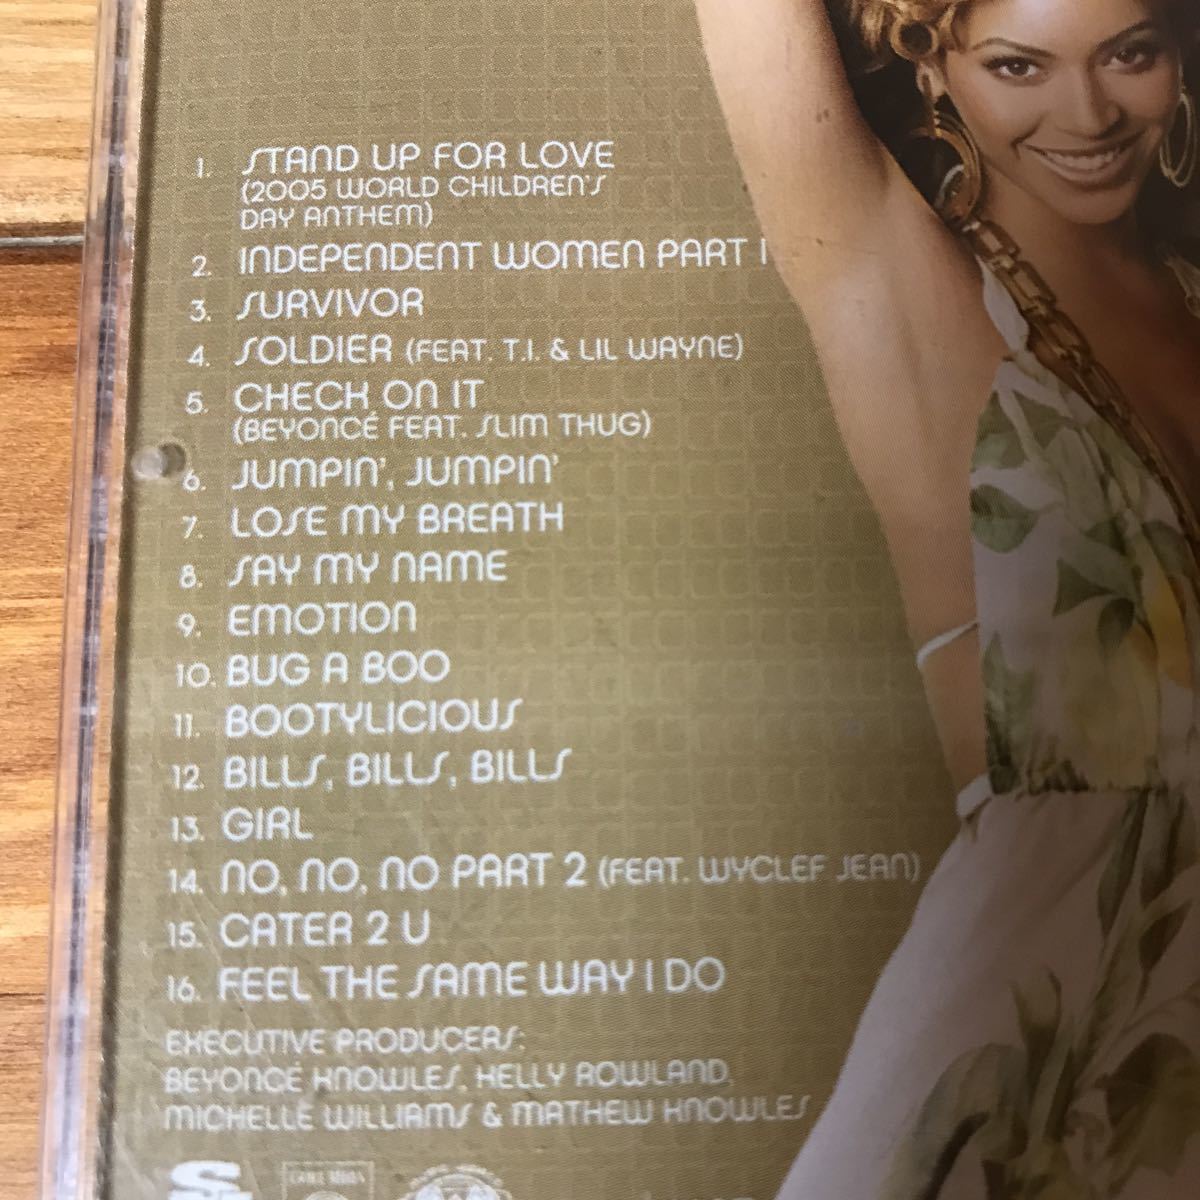 1. STAND UP FOR LOVE
(2005 WORLD CHILDREN'S
DAY ANTHEM)
2. INDEPENDENT WOMEN PART I
3. SURVIVOR
4. SOLDIER (FEAT. T.I. & LIL WAYNE)
5. CHECK ON IT
(BEYONCÉ FEAT. SLIM THUG)
6. JUMPIN', JUMPIN'
7. LOSE MY BREATH
8. SAY MY NAME
9. EMOTION
10. BUG A BOO
11. BOOTYLICIOUS
12. BILLS, BILLS, BILLS
13. GIRL
14. NO, NO, NO PART 2 (FEAT. WYCLEF JEAN)
15. CATER 2 U
16. FEEL THE SAME WAY I DO
EXECUTIVE PRODUCERS:
BEYONCÉ KNOWLES, KELLY ROWLAND,
MICHELLE WILLIAMS & MATHEW KNOWLES